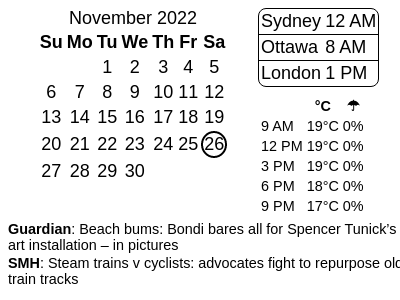 November 2022
Su Mo Tu We Th Fr Sa
1 2 3 4 5
6 7 8 9 10 11 12
13 14 15 16 17 18 19
20 21 22 23 24 25 26
27 28 29 30
Sydney 12 AM
Ottawa 8 AM
London 1 PM
°C ☂
9 AM 19°C 0%
12 PM 19°C 0%
3 PM 19°C 0%
6 PM 18°C 0%
9 PM 17°C 0%
Guardian: Beach bums: Bondi bares all for Spencer Tunick’s
art installation – in pictures
SMH: Steam trains v cyclists: advocates fight to repurpose old
train tracks